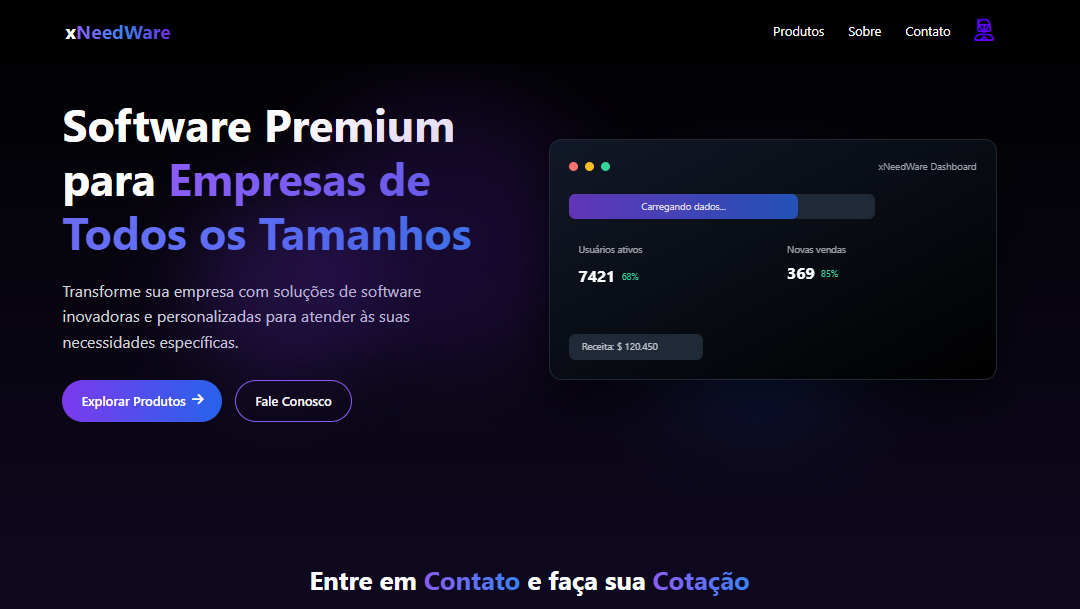 xNeedWare
Produtos
Sobre
Contato
Software Premium
para Empresas de
Todos os Tamanhos
Transforme sua empresa com soluções de software
inovadoras e personalizadas para atender às suas
necessidades específicas.
Explorar Produtos →
Fale Conosco
xNeedWare Dashboard
Carregando dados...
Usuários ativos
7421 68%
Novas vendas
369 85%
Receita: $ 120.450
Entre em Contato e faça sua Cotação